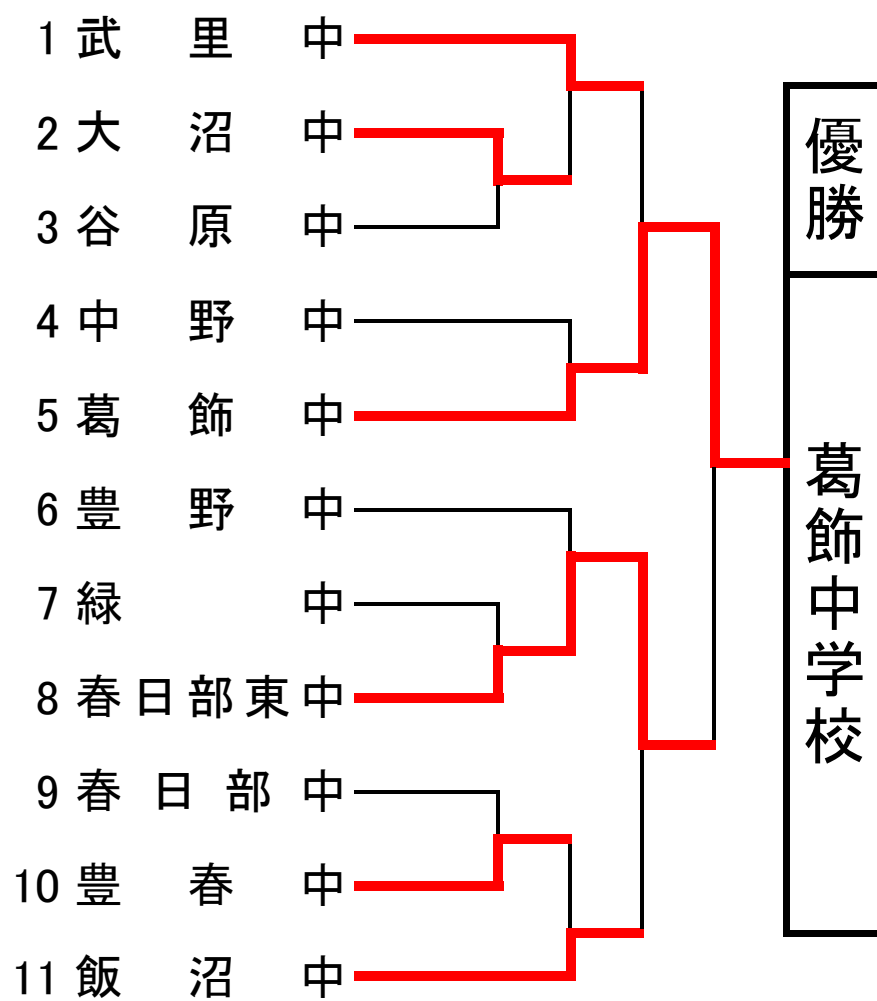 1 武里中
2 大沼中
3 谷原中
4 中野中
5 葛飾中
6 豊野中
7 緑中
8 春日部東中
9 春日部中
10 豊春中
11 飯沼中
優勝
葛飾中学校